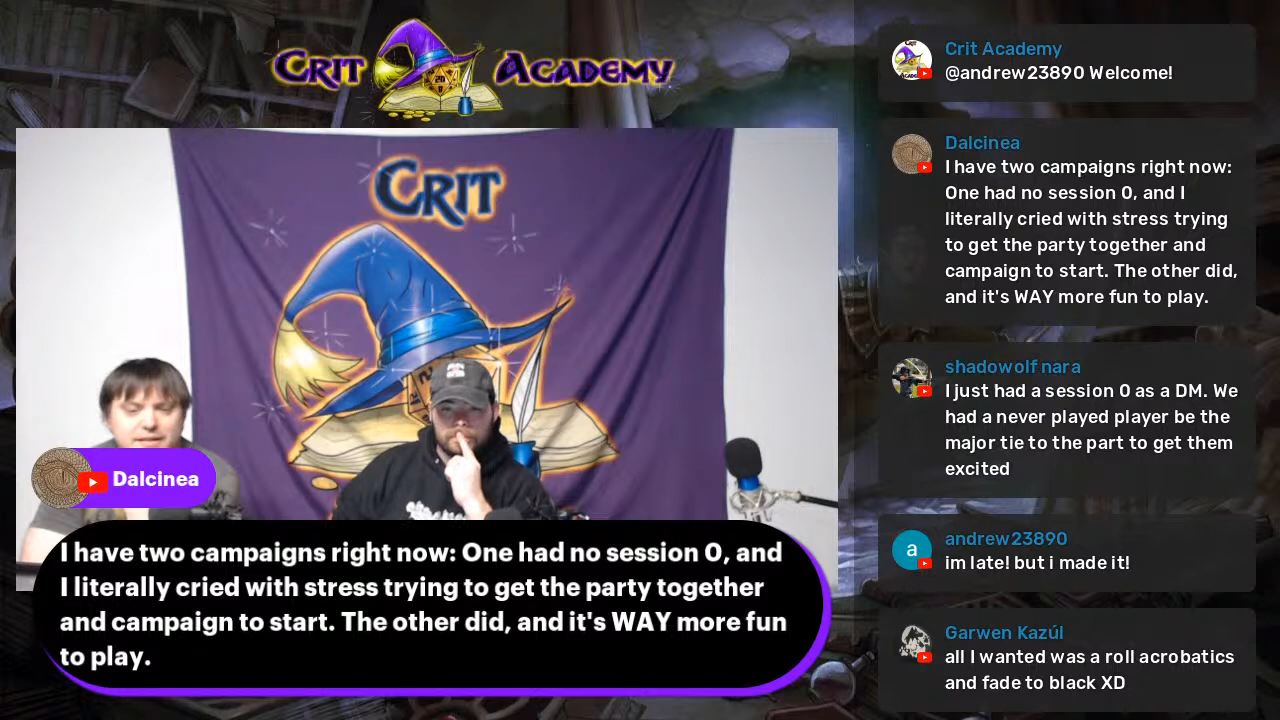 CRIT ACADEMY
CRIT
Dalcinea
I have two campaigns right now: One had no session 0, and
I literally cried with stress trying to get the party together
and campaign to start. The other did, and it's WAY more fun
to play.
Crit Academy
@andrew23890 Welcome!
Dalcinea
I have two campaigns right now:
One had no session 0, and I
literally cried with stress trying
to get the party together and
campaign to start. The other did,
and it's WAY more fun to play.
shadowolf nara
I just had a session 0 as a DM. We
had a never played player be the
major tie to the part to get them
excited
a
andrew23890
im late! but i made it!
Garwen Kazúl
all I wanted was a roll acrobatics
and fade to black XD